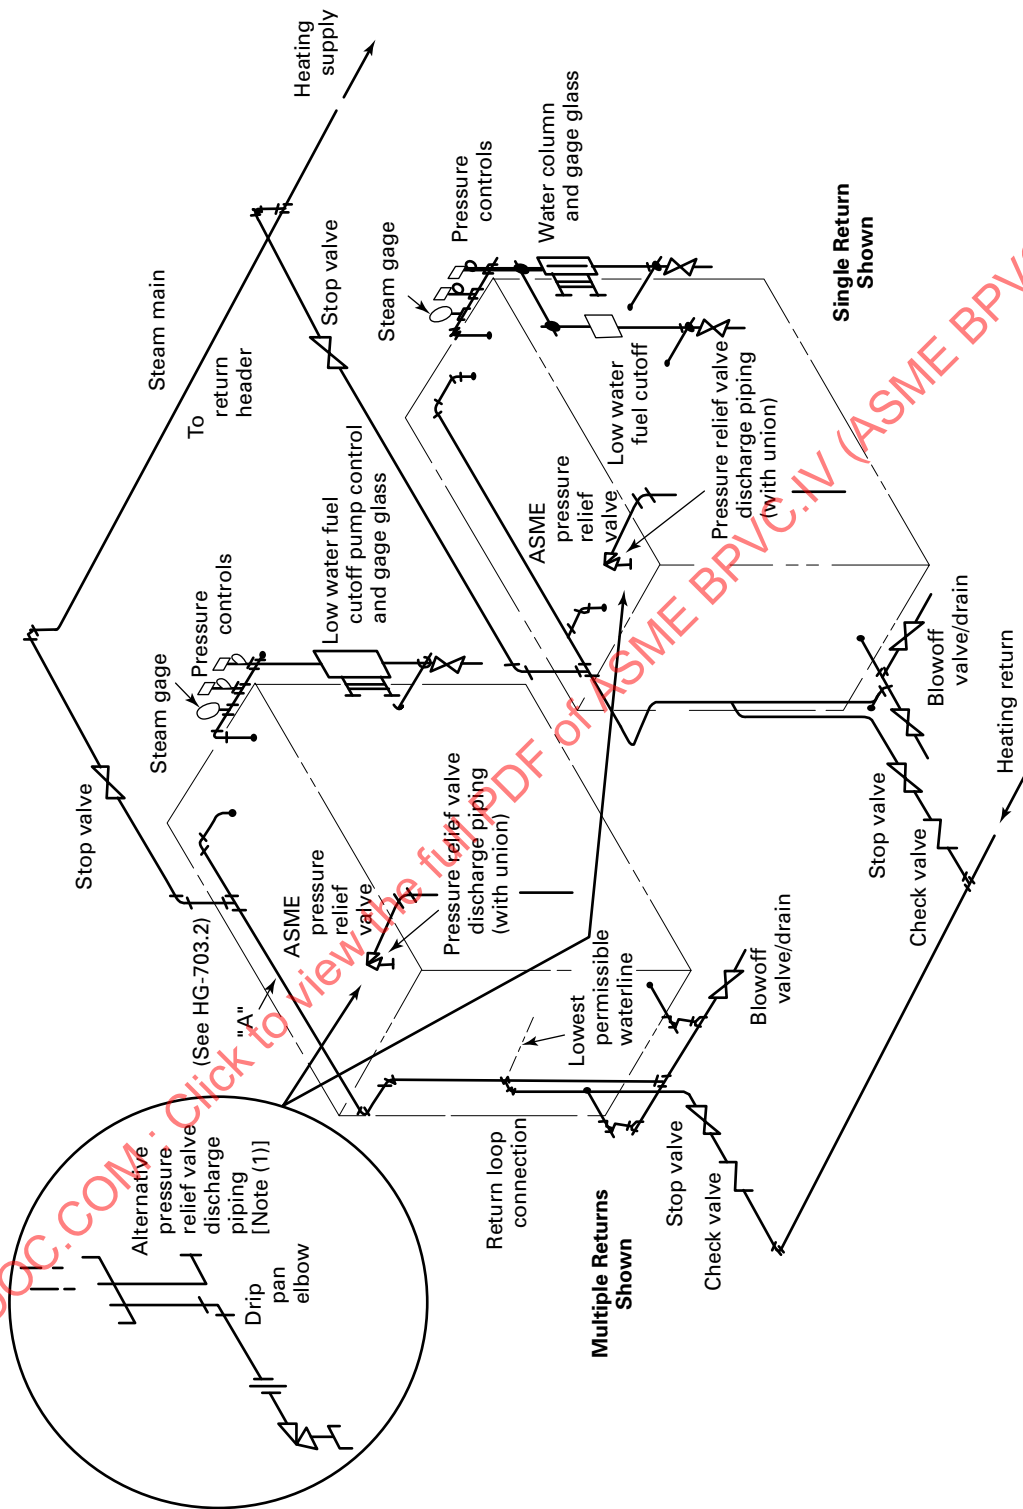 Heating
supply
Steam main
To
return
header
Stop valve
Steam gage
Pressure
controls
Water column
and gage glass
Single Return
Shown
Low water
fuel cutoff
ASME
pressure
relief
valve
Pressure relief valve
discharge piping
(with union)
Low water fuel
cutoff pump control
and gage glass
Pressure
controls
Steam gage
Stop valve
(See HG-703.2)
"A"
ASME
pressure
relief
valve
Pressure relief valve
discharge piping
(with union)
Lowest
permissible
waterline
Blowoff
valve/drain
Return loop
connection
Multiple Returns
Shown
Stop valve
Check valve
Stop valve
Check valve
Blowoff
valve/drain
Heating return
Alternative
pressure
relief valve
discharge
piping
[Note (1)]
Drip
pan
elbow
OC.COM : Click to view the full PDF of ASME BPVC.IV (ASME BPV